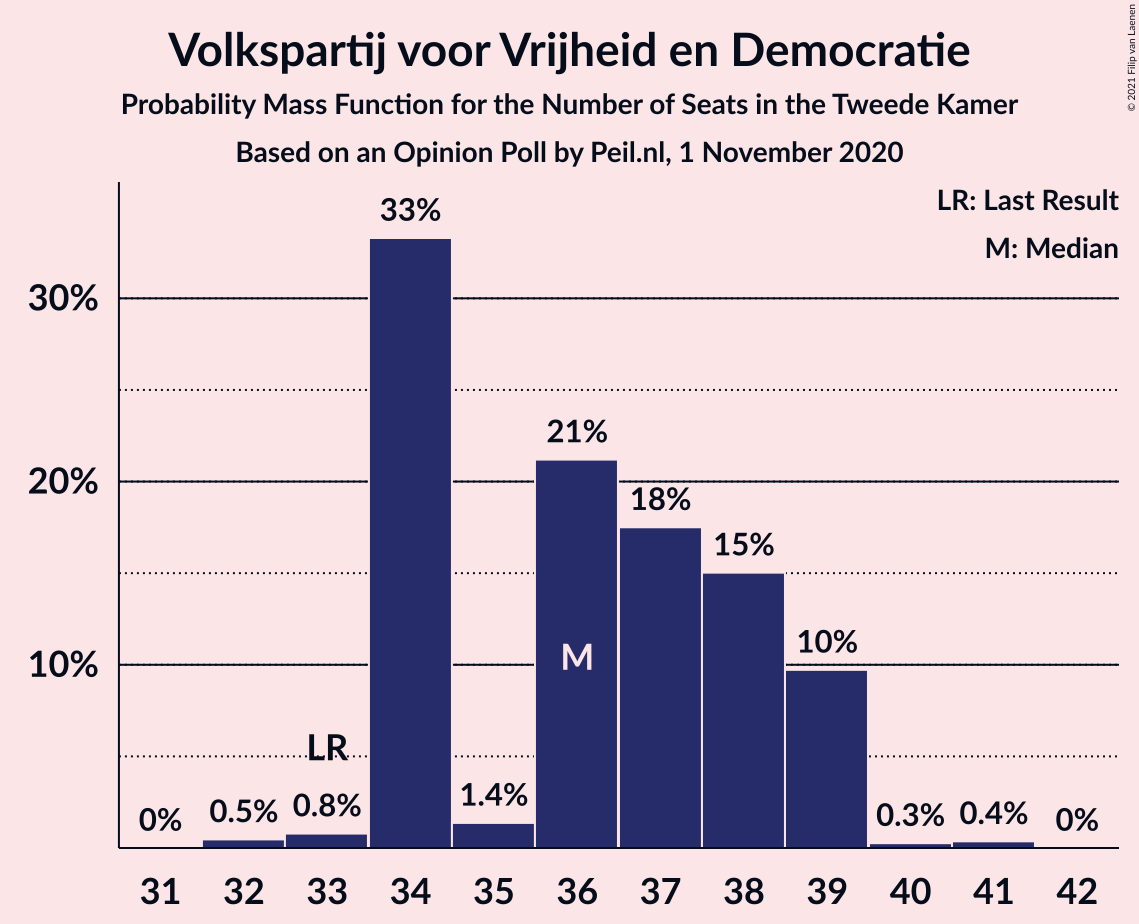 Volkspartij voor Vrijheid en Democratie
Probability Mass Function for the Number of Seats in the Tweede Kamer
Based on an Opinion Poll by Peil.nl, 1 November 2020
© 2021 Filip van Laenen
LR: Last Result
M: Median
33%
30%
21%
20%
18%
15%
M
10%
10%
LR
0%
0.5%
0.8%
1.4%
0.3%
0.4%
0%
31 32 33 34 35 36 37 38 39 40 41 42